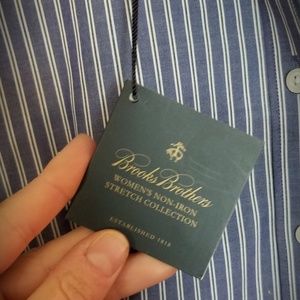 Brooks Brothers
WOMEN'S NON-IRON
STRETCH COLLECTION
ESTABLISHED 1818